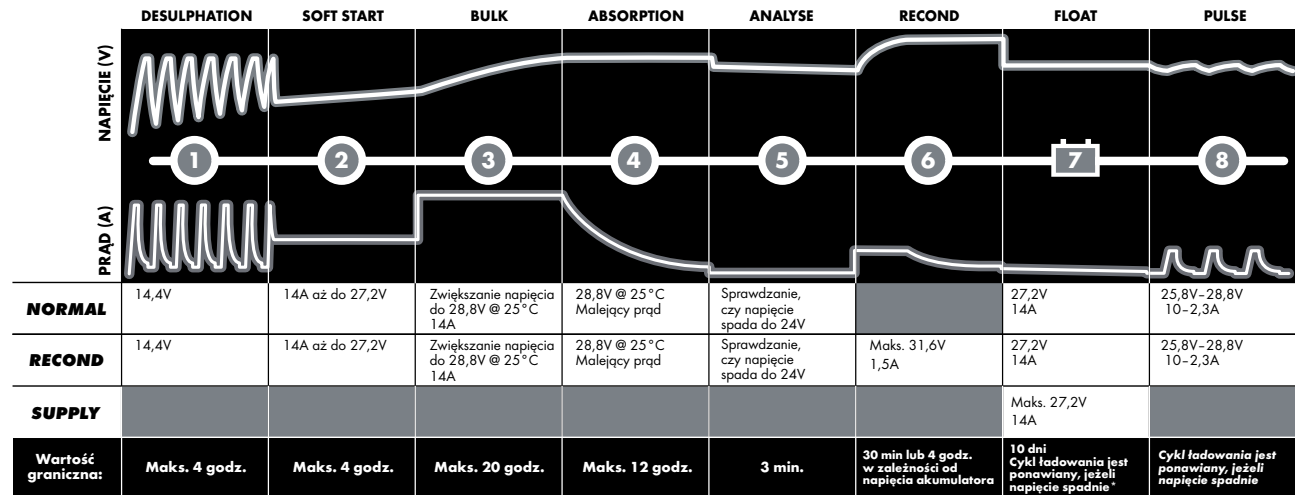 DESULPHATION SOFT START BULK ABSORPTION ANALYSE RECOND FLOAT PULSE
NAPIĘCIE (V)
1 2 3 4 5 6 7 8
PRĄD (A)
NORMAL
14,4V
14A aż do 27,2V
Zwiększanie napięcia
do 28,8V @ 25°C
14A
28,8V @ 25°C
Malejący prąd
Sprawdzanie,
czy napięcie
spada do 24V
27,2V
14A
25,8V–28,8V
10–2,3A
RECOND
14,4V
14A aż do 27,2V
Zwiększanie napięcia
do 28,8V @ 25°C
14A
28,8V @ 25°C
Malejący prąd
Sprawdzanie,
czy napięcie
spada do 24V
Maks. 31,6V
1,5A
27,2V
14A
25,8V–28,8V
10–2,3A
SUPPLY
Maks. 27,2V
14A
Wartość
graniczna:
Maks. 4 godz.
Maks. 4 godz.
Maks. 20 godz.
Maks. 12 godz.
3 min.
30 min lub 4 godz.
w zależności od
napięcia akumulatora
10 dni
Cykl ładowania jest
ponawiany, jeżeli
napięcie spadnie*
Cykl ładowania jest
ponawiany, jeżeli
napięcie spadnie